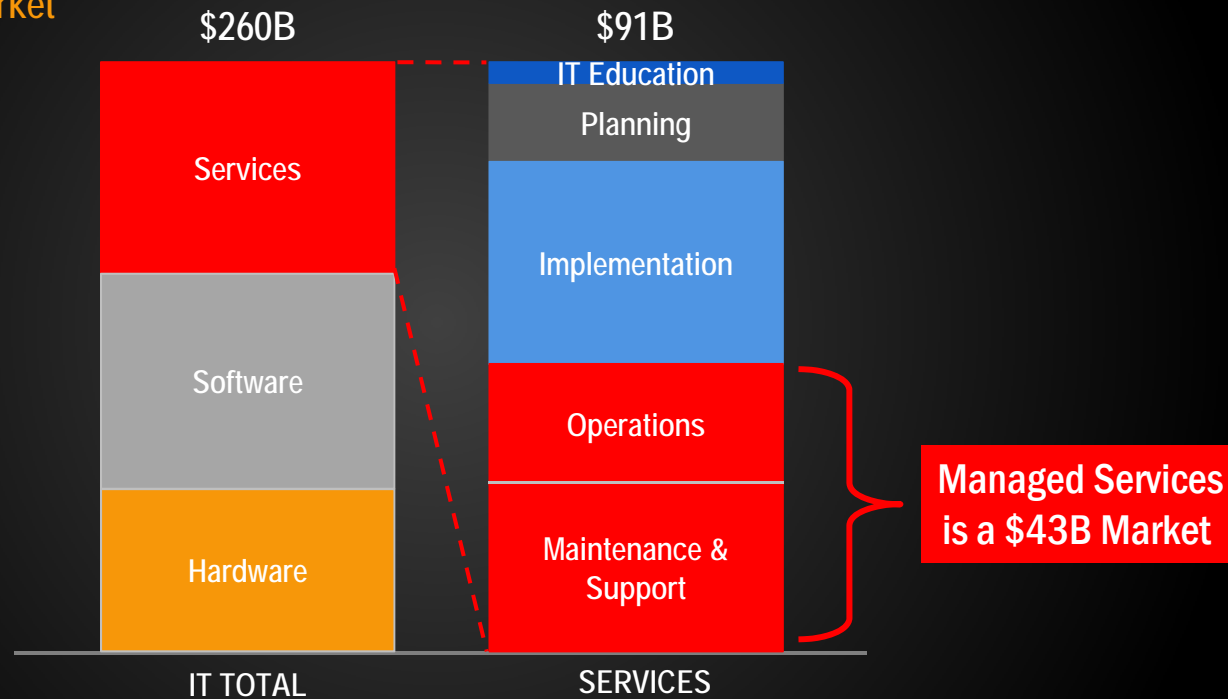 $260B
$91B
IT Education
Planning
Services
Implementation
Software
Operations
Managed Services
is a $43B Market
Maintenance &
Support
Hardware
IT TOTAL
SERVICES